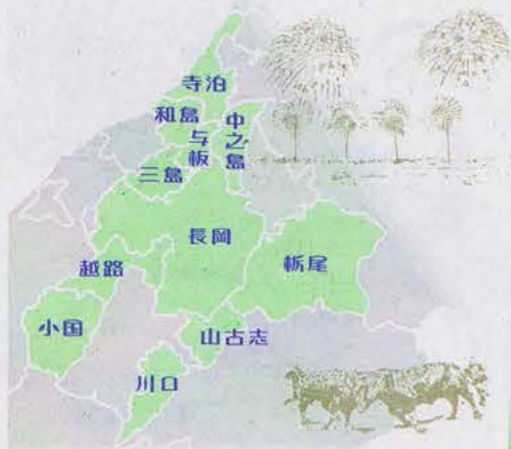 寺泊
和島
与板
中之島
三島
長岡
栃尾
越路
小国
山古志
川口